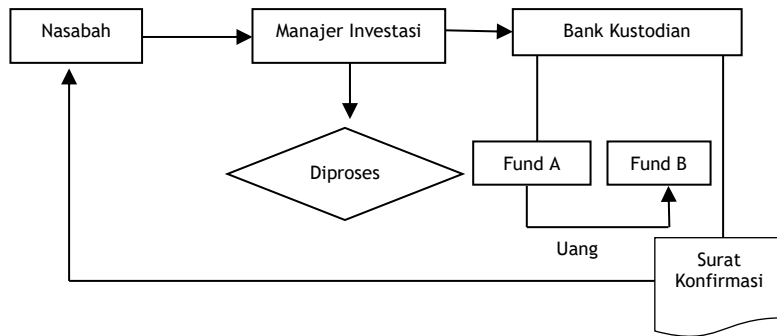 Nasabah
Manajer Investasi
Bank Kustodian
Diproses
Fund A
Fund B
Uang
Surat
Konfirmasi